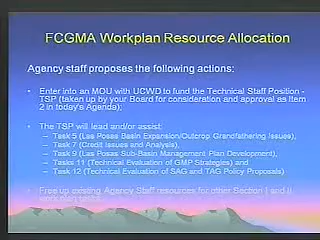 FCGMA Workplan Resource Allocation
Agency staff proposes the following actions:
• Enter into an MOU with UCWD to fund the Technical Staff Position -
TSP (taken up by your Board for consideration and approval as Item
2 in today's Agenda);
• The TSP will lead and/or assist:
– Task 5 (Las Posas Basin Expansion/Outcrop Grandfathering Issues),
– Task 7 (Credit Issues and Analysis),
– Task 9 (Las Posas Sub-Basin Management Plan Development),
– Tasks 11 (Technical Evaluation of GMP Strategies) and
– Task 12 (Technical Evaluation of SAG and TAG Policy Proposals)
• Free up existing Agency Staff resources for other Section I and II
work plan tasks.